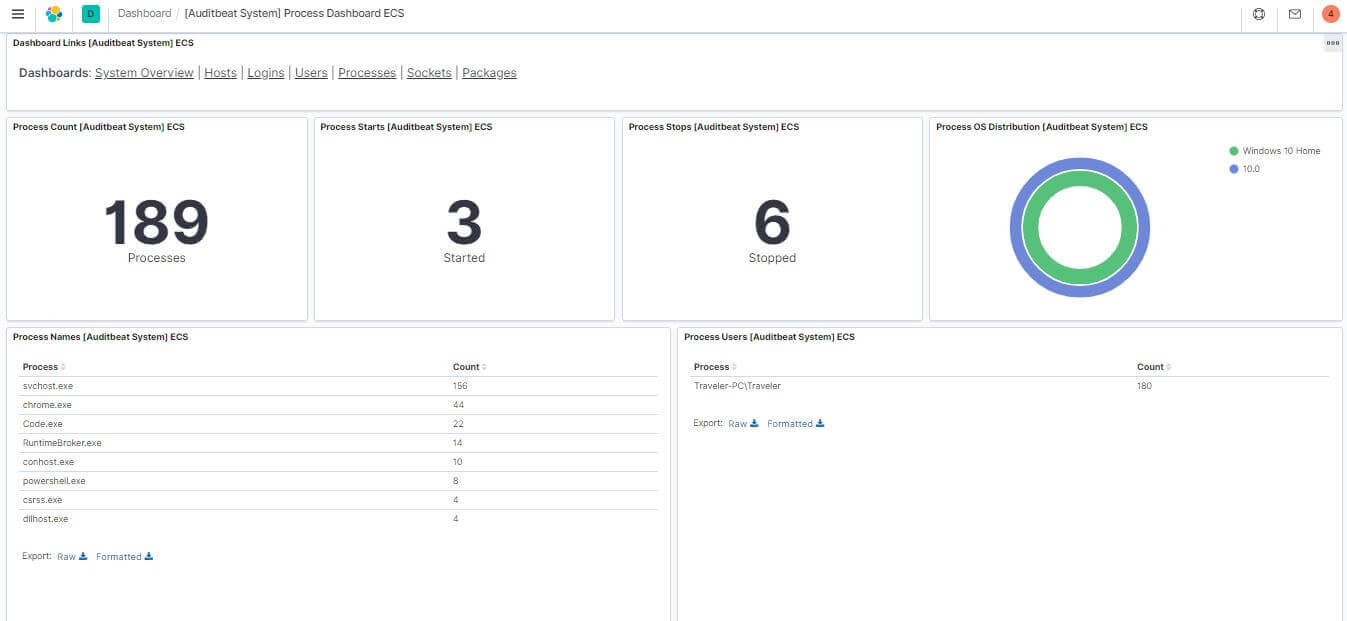 D Dashboard / [Auditbeat System] Process Dashboard ECS 4
Dashboard Links [Auditbeat System] ECS
Dashboards: System Overview | Hosts | Logins | Users | Processes | Sockets | Packages
Process Count [Auditbeat System] ECS
189
Processes
Process Starts [Auditbeat System] ECS
3
Started
Process Stops [Auditbeat System] ECS
6
Stopped
Process OS Distribution [Auditbeat System] ECS
Windows 10 Home
10.0
Process Names [Auditbeat System] ECS
Process Count
svchost.exe 156
chrome.exe 44
Code.exe 22
RuntimeBroker.exe 14
conhost.exe 10
powershell.exe 8
csrss.exe 4
dllhost.exe 4
Export: Raw Formatted
Process Users [Auditbeat System] ECS
Process Count
Traveler-PC\Traveler 180
Export: Raw Formatted